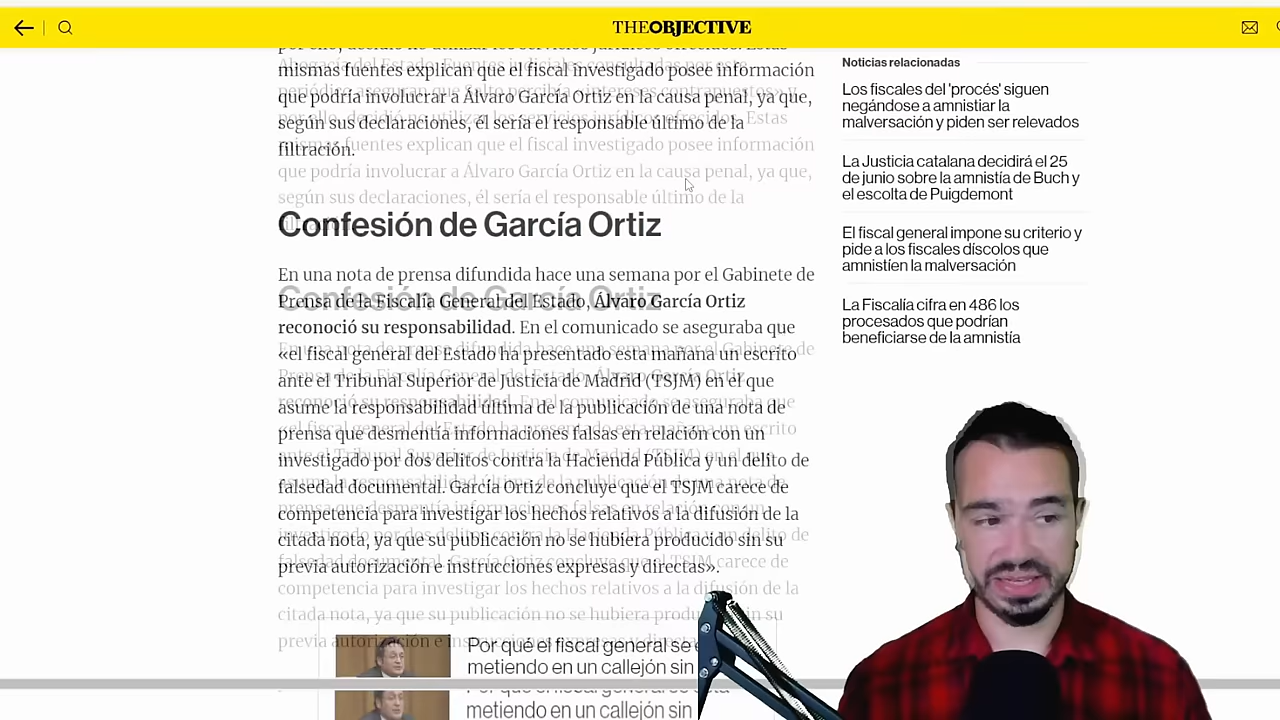 THEOBJECTIVE
mismas fuentes explican que el fiscal investigado posee información
que podría involucrar a Álvaro García Ortiz en la causa penal, ya que,
según sus declaraciones, él sería el responsable último de la
filtración.
Confesión de García Ortiz
En una nota de prensa difundida hace una semana por el Gabinete de
Prensa de la Fiscalía General del Estado, Álvaro García Ortiz
reconoció su responsabilidad. En el comunicado se aseguraba que
«el fiscal general del Estado ha presentado esta mañana un escrito
ante el Tribunal Superior de Justicia de Madrid (TSJM) en el que
asume la responsabilidad última de la publicación de una nota de
prensa que desmentía informaciones falsas en relación con un
investigado por dos delitos contra la Hacienda Pública y un delito de
falsedad documental. García Ortiz concluye que el TSJM carece de
competencia para investigar los hechos relativos a la difusión de la
citada nota, ya que su publicación no se hubiera producido sin su
previa autorización e instrucciones expresas y directas».
Por qué el fiscal general se
metiendo en un callejón sin
Noticias relacionadas
Los fiscales del 'procés' siguen
negándose a amnistiar la
malversación y piden ser relevados
La Justicia catalana decidirá el 25
de junio sobre la amnistía de Buch y
el escolta de Puigdemont
El fiscal general impone su criterio y
pide a los fiscales díscolos que
amnistíen la malversación
La Fiscalía cifra en 486 los
procesados que podrían
beneficiarse de la amnistía